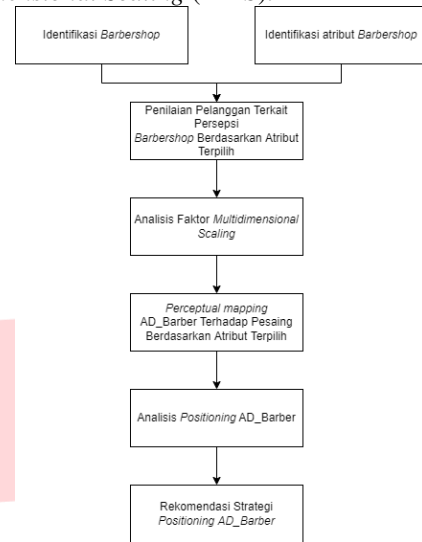 Identifikasi Barbershop
Identifikasi atribut Barbershop
Penilaian Pelanggan Terkait
Persepsi
Barbershop Berdasarkan Atribut
Terpilih
Analisis Faktor Multidimensional
Scaling
Perceptual mapping
AD_Barber Terhadap Pesaing
Berdasarkan Atribut Terpilih
Analisis Positioning AD_Barber
Rekomendasi Strategi
Positioning AD_Barber